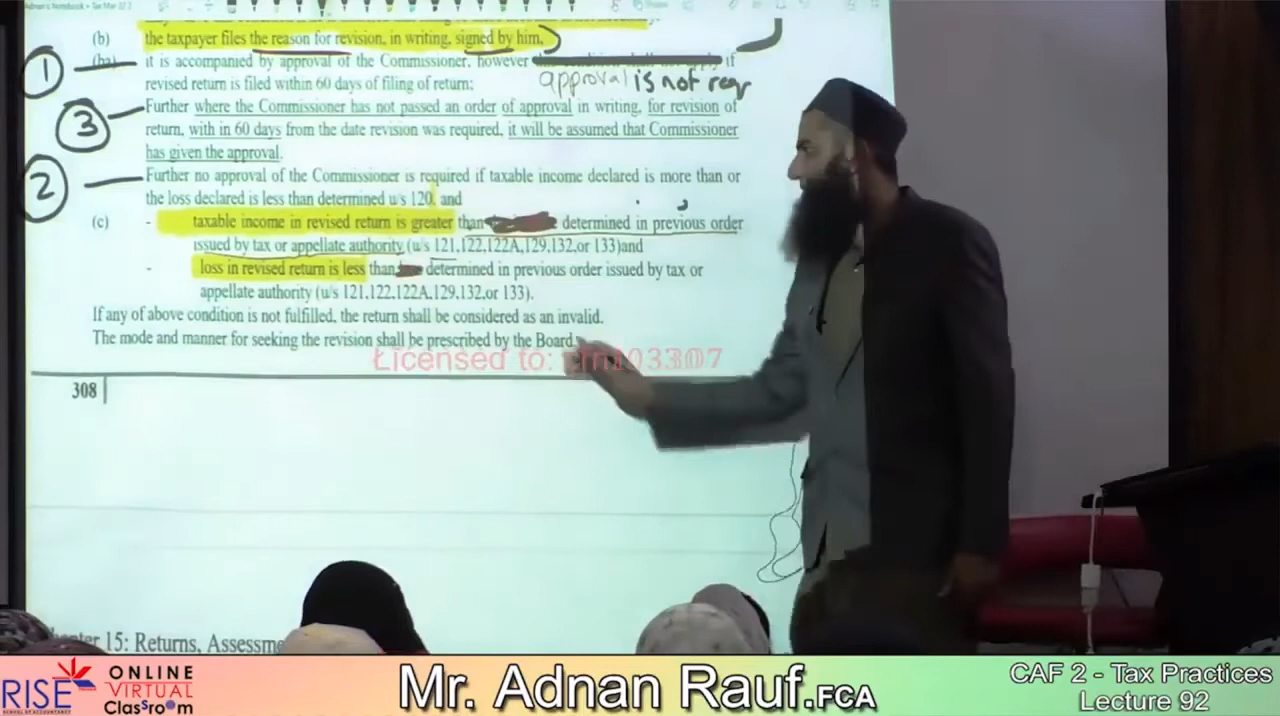 Adnan's Notebook - Tax Mar 22 2
(b) the taxpayer files the reason for revision, in writing, signed by him,
1 (ba) it is accompanied by approval of the Commissioner, however if
approval is not req
revised return is filed within 60 days of filing of return;
3 Further where the Commissioner has not passed an order of approval in writing, for revision of
return, with in 60 days from the date revision was required, it will be assumed that Commissioner
has given the approval.
2 Further no approval of the Commissioner is required if taxable income declared is more than or
the loss declared is less than determined u/s 120, and
(c) - taxable income in revised return is greater than determined in previous order
issued by tax or appellate authority (u/s 121,122,122A,129,132,or 133)and
- loss in revised return is less than determined in previous order issued by tax or
appellate authority (u/s 121,122,122A,129,132,or 133).
If any of above condition is not fulfilled, the return shall be considered as an invalid.
The mode and manner for seeking the revision shall be prescribed by the Board.
Licensed to:
308
15: Returns, Assessm
RISE
SCHOOL OF ACCOUNTANCY
ONLINE
VIRTUAL
Classroom
Mr. Adnan Rauf.FCA
CAF 2 - Tax Practices
Lecture 92